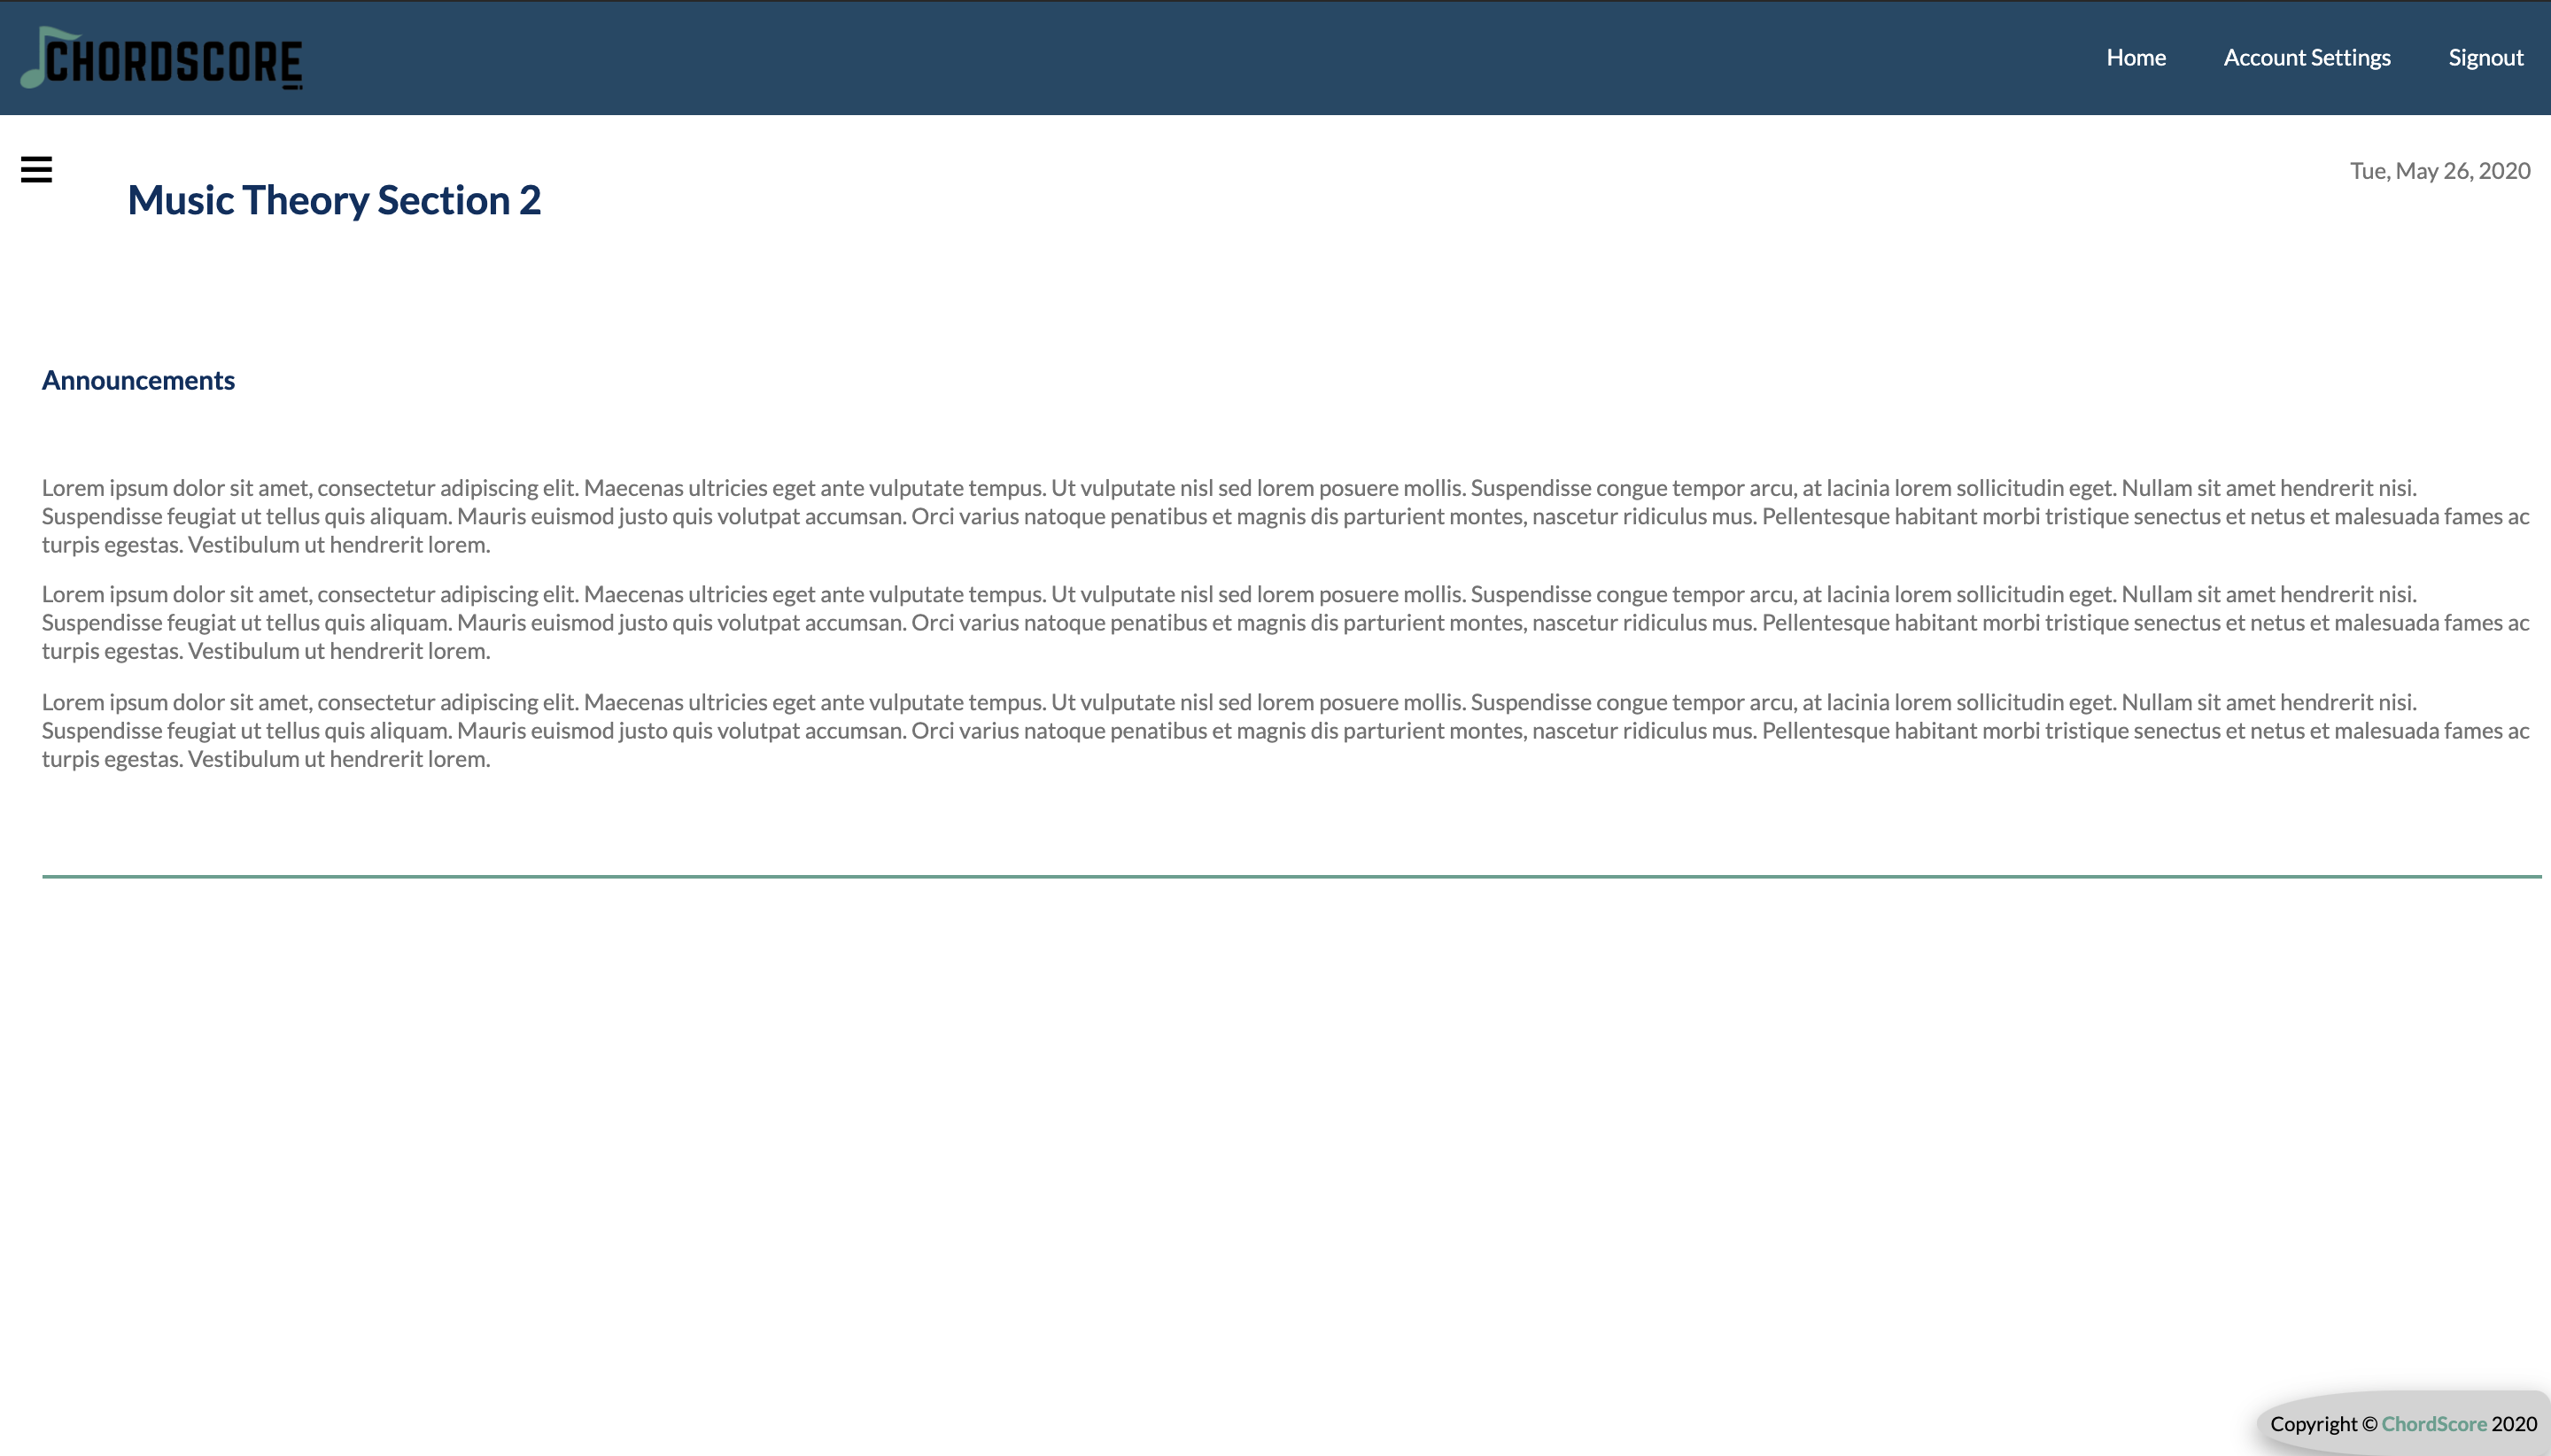 CHORDSCORE
Home Account Settings Signout
Tue, May 26, 2020
Music Theory Section 2
Announcements
Lorem ipsum dolor sit amet, consectetur adipiscing elit. Maecenas ultricies eget ante vulputate tempus. Ut vulputate nisl sed lorem posuere mollis. Suspendisse congue tempor arcu, at lacinia lorem sollicitudin eget. Nullam sit amet hendrerit nisi.
Suspendisse feugiat ut tellus quis aliquam. Mauris euismod justo quis volutpat accumsan. Orci varius natoque penatibus et magnis dis parturient montes, nascetur ridiculus mus. Pellentesque habitant morbi tristique senectus et netus et malesuada fames ac
turpis egestas. Vestibulum ut hendrerit lorem.
Lorem ipsum dolor sit amet, consectetur adipiscing elit. Maecenas ultricies eget ante vulputate tempus. Ut vulputate nisl sed lorem posuere mollis. Suspendisse congue tempor arcu, at lacinia lorem sollicitudin eget. Nullam sit amet hendrerit nisi.
Suspendisse feugiat ut tellus quis aliquam. Mauris euismod justo quis volutpat accumsan. Orci varius natoque penatibus et magnis dis parturient montes, nascetur ridiculus mus. Pellentesque habitant morbi tristique senectus et netus et malesuada fames ac
turpis egestas. Vestibulum ut hendrerit lorem.
Lorem ipsum dolor sit amet, consectetur adipiscing elit. Maecenas ultricies eget ante vulputate tempus. Ut vulputate nisl sed lorem posuere mollis. Suspendisse congue tempor arcu, at lacinia lorem sollicitudin eget. Nullam sit amet hendrerit nisi.
Suspendisse feugiat ut tellus quis aliquam. Mauris euismod justo quis volutpat accumsan. Orci varius natoque penatibus et magnis dis parturient montes, nascetur ridiculus mus. Pellentesque habitant morbi tristique senectus et netus et malesuada fames ac
turpis egestas. Vestibulum ut hendrerit lorem.
Copyright © ChordScore 2020